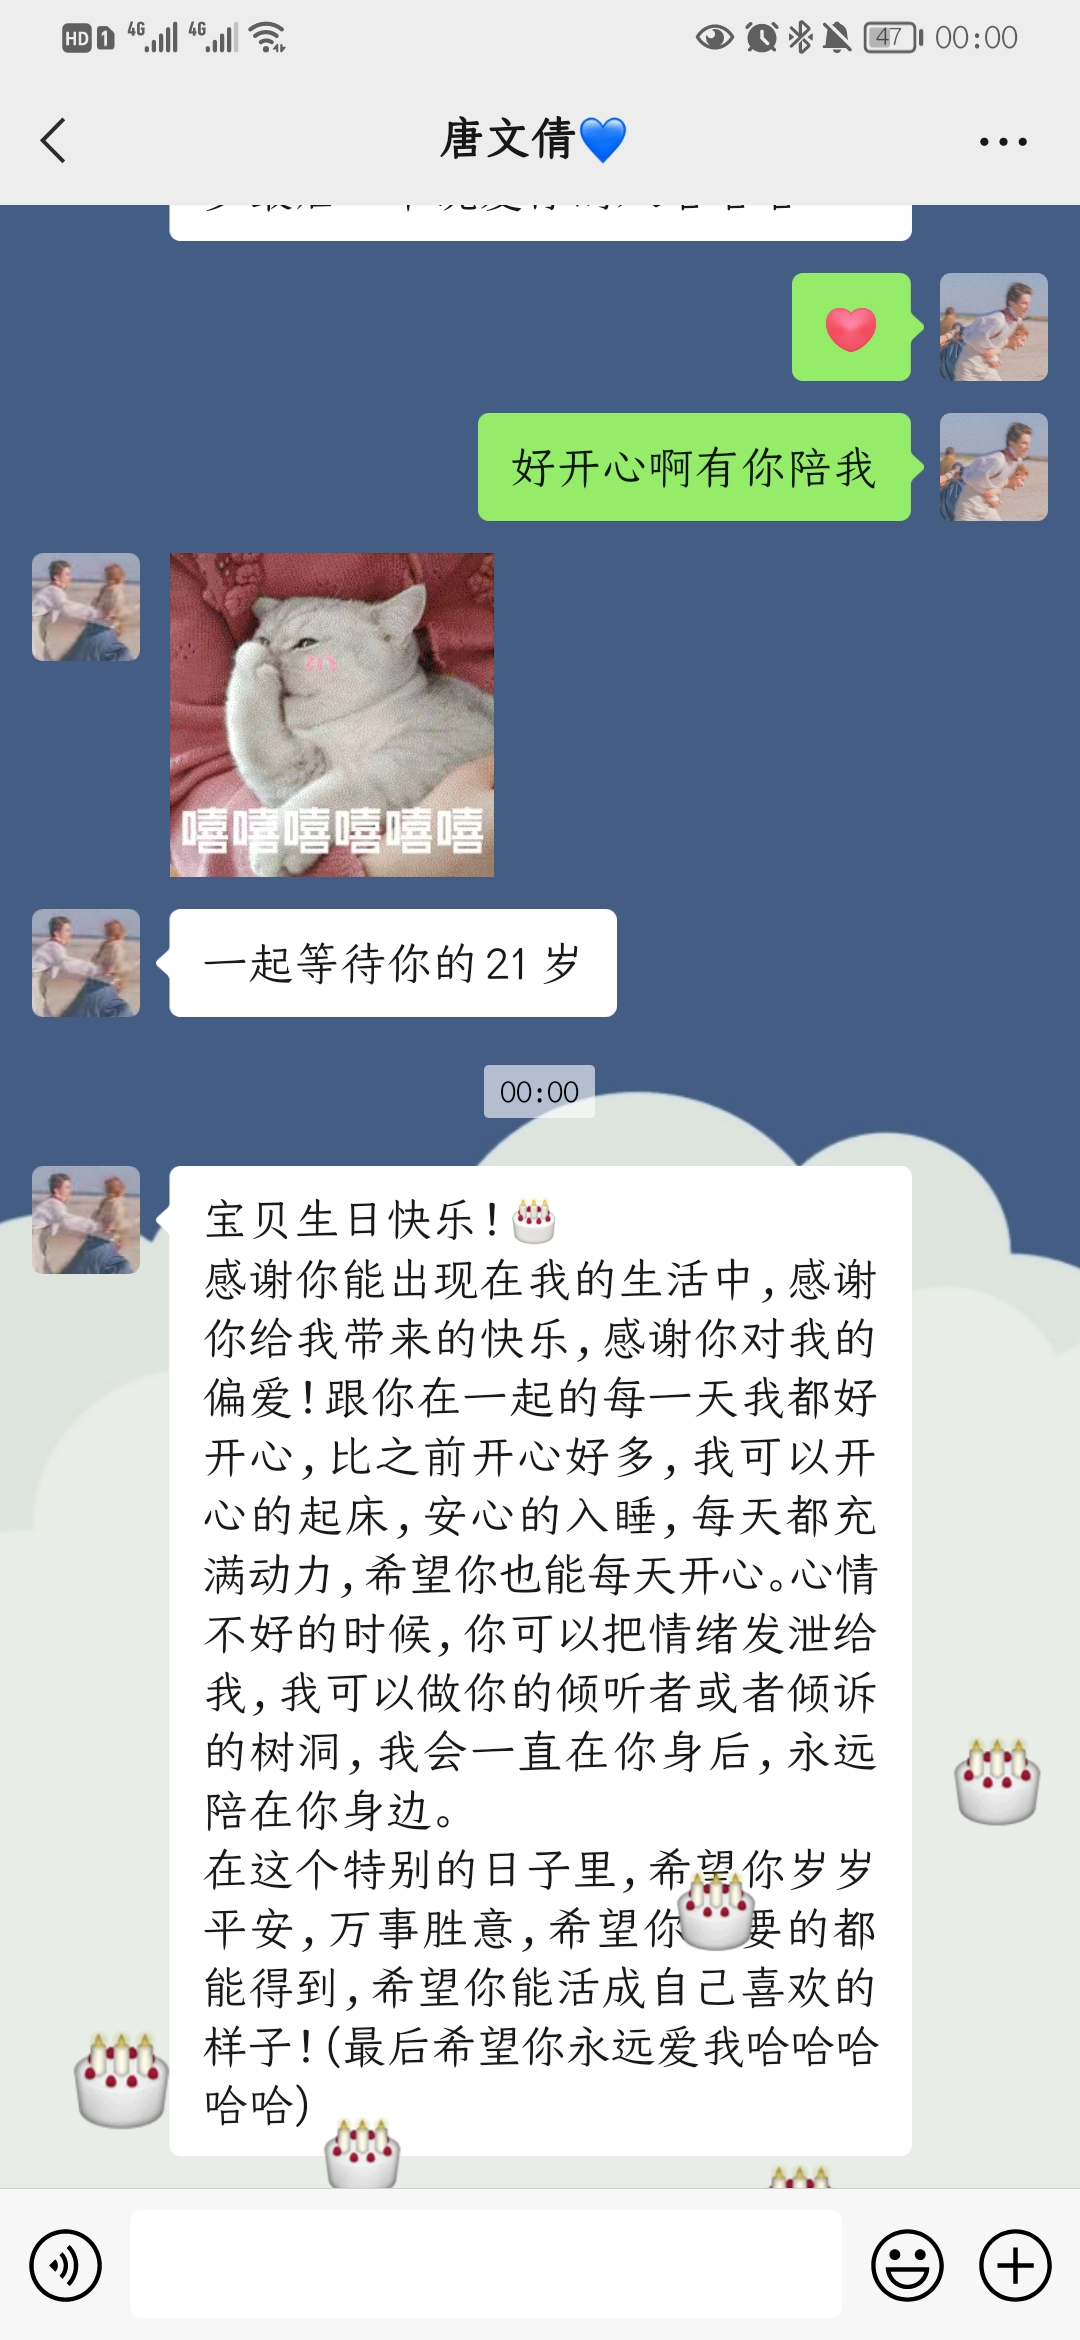 HD 1 4G 4G 47 00:00
唐文倩💙
❤
好开心啊有你陪我
嘻嘻嘻嘻嘻嘻
一起等待你的21岁
00:00
宝贝生日快乐!🎂
感谢你能出现在我的生活中,感谢
你给我带来的快乐,感谢你对我的
偏爱!跟你在一起的每一天我都好
开心,比之前开心好多,我可以开
心的起床,安心的入睡,每天都充
满动力,希望你也能每天开心。心情
不好的时候,你可以把情绪发泄给
我,我可以做你的倾听者或者倾诉
的树洞,我会一直在你身后,永远
陪在你身边。
在这个特别的日子里,希望你岁岁
平安,万事胜意,希望你要的都
能得到,希望你能活成自己喜欢的
样子!(最后希望你永远爱我哈哈哈
哈哈)